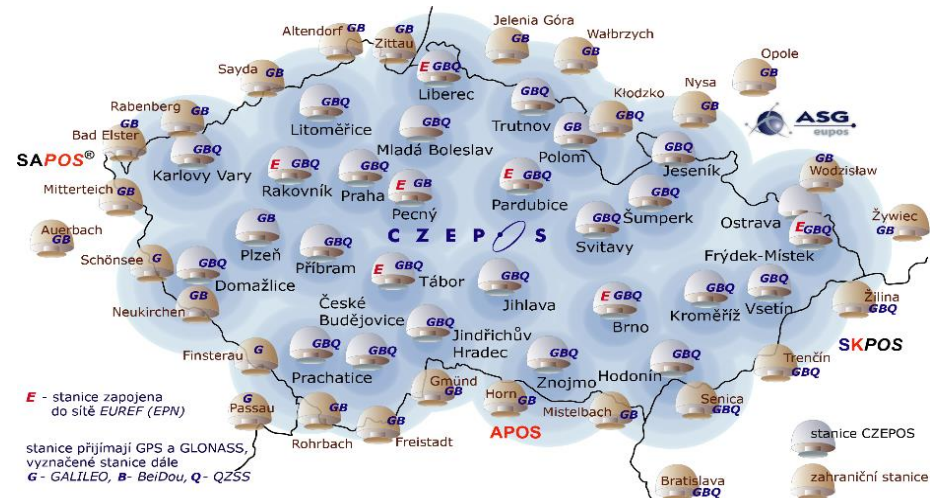 Altendorf
GB
Zittau
GB
Jelenia Góra
GB
Wałbrzych
GB
Opole
GB
Sayda
GB
E GBQ
Liberec
GBQ
Trutnov
Kłodzko
GBQ
Nysa
GB
ASG
eupos
Rabenberg
GB
GBQ
Litoměřice
GBQ
Mladá Boleslav
GB
Polom
GBQ
Jeseník
Bad Elster
GB
SAPOS®
GBQ
Karlovy Vary
E GBQ
Rakovník
GBQ
Praha
E GB
Pecný
E GBQ
Pardubice
GBQ
Šumperk
GB
Wodzisław
Mitterteich
GB
Auerbach
GB
GB
Plzeň
GBQ
Příbram
CZEPOS
GBQ
Svitavy
Ostrava
E GBQ
Frýdek-Místek
Żywiec
GB
Schönsee
G
GBQ
Domažlice
E GBQ
Tábor
GBQ
Jihlava
E GBQ
Brno
GBQ
Kroměříž
GBQ
Vsetín
Žilina
GBQ
Neukirchen
GB
České
Budějovice
GBQ
GBQ
Jindřichův
Hradec
SKPOS
Finsterau
G
GBQ
Prachatice
GBQ
Znojmo
GBQ
Hodonín
Trenčín
GBQ
E - stanice zapojena
do sítě EUREF (EPN)
G
Passau
GB
Rohrbach
GB
Freistadt
Gmünd
GB
Horn
GB
APOS
Mistelbach
GB
Senica
GBQ
stanice CZEPOS
stanice přijímají GPS a GLONASS,
vyznačené stanice dále
G - GALILEO, B - BeiDou, Q - QZSS
Bratislava
GBQ
zahraniční stanice